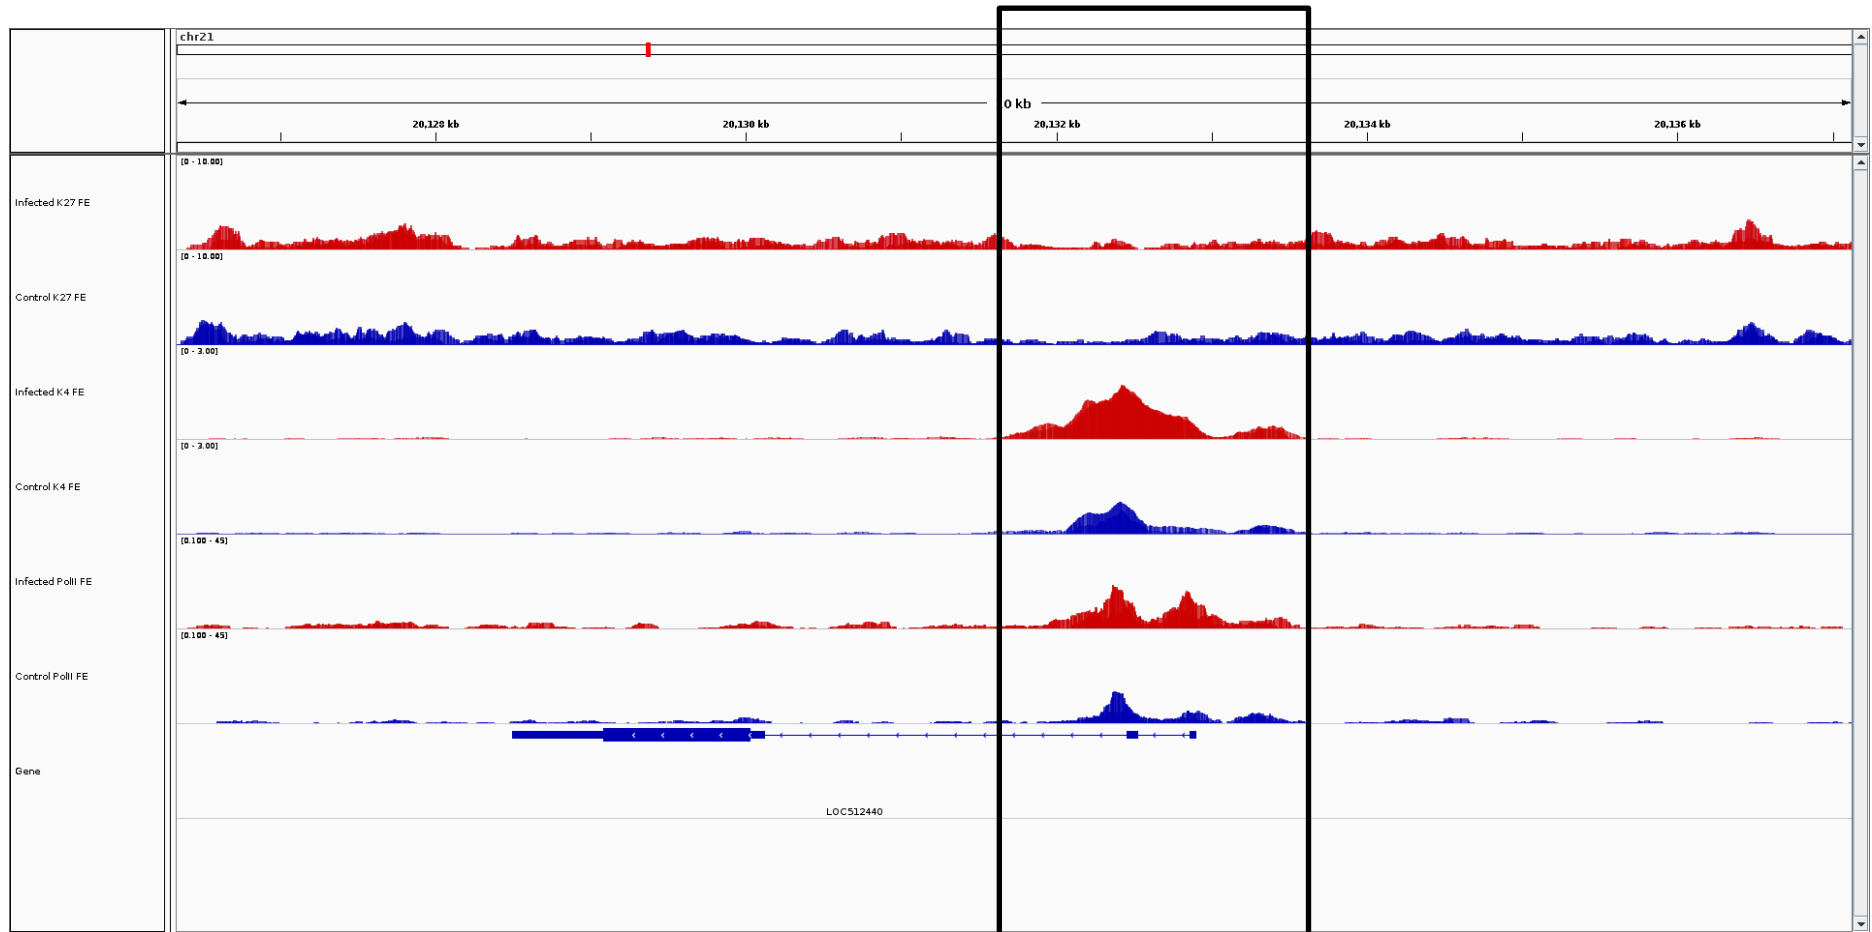 chr21
0 kb
20,128 kb
20,130 kb
20,132 kb
20,134 kb
20,136 kb
[0 - 10.00]
Infected K27 FE
[0 - 10.00]
Control K27 FE
[0 - 3.00]
Infected K4 FE
[0 - 3.00]
Control K4 FE
[0.100 - 45]
Infected PolII FE
[0.100 - 45]
Control PolII FE
Gene
LOC512440